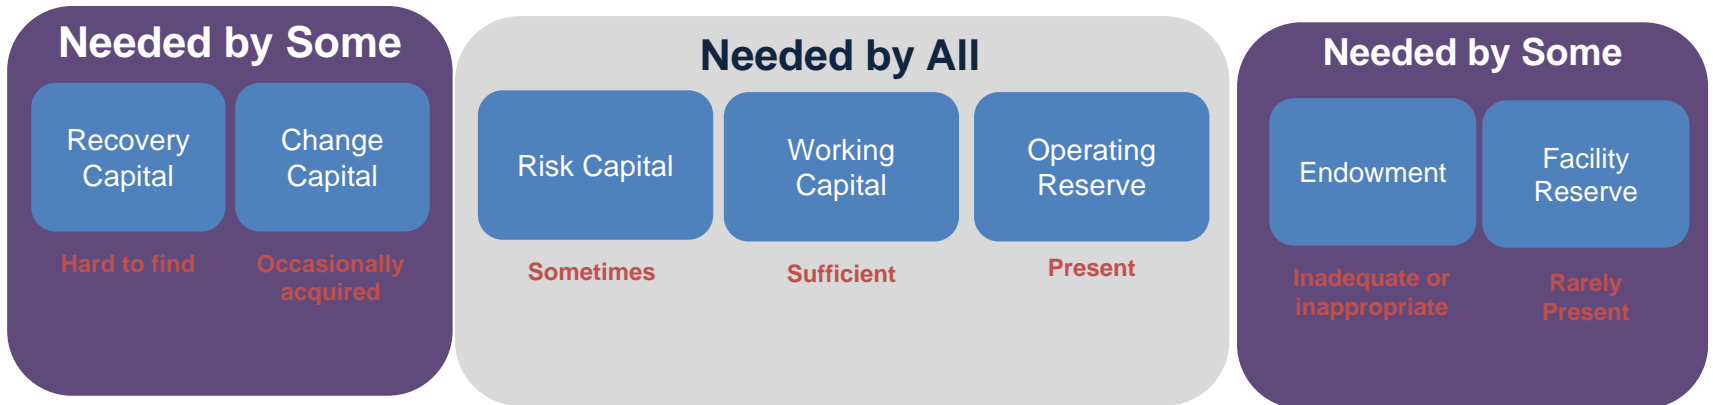 Needed by Some
Recovery
Capital
Change
Capital
Hard to find
Occasionally
acquired
Needed by All
Risk Capital
Working
Capital
Operating
Reserve
Sometimes
Sufficient
Present
Needed by Some
Endowment
Facility
Reserve
Inadequate or
inappropriate
Rarely
Present